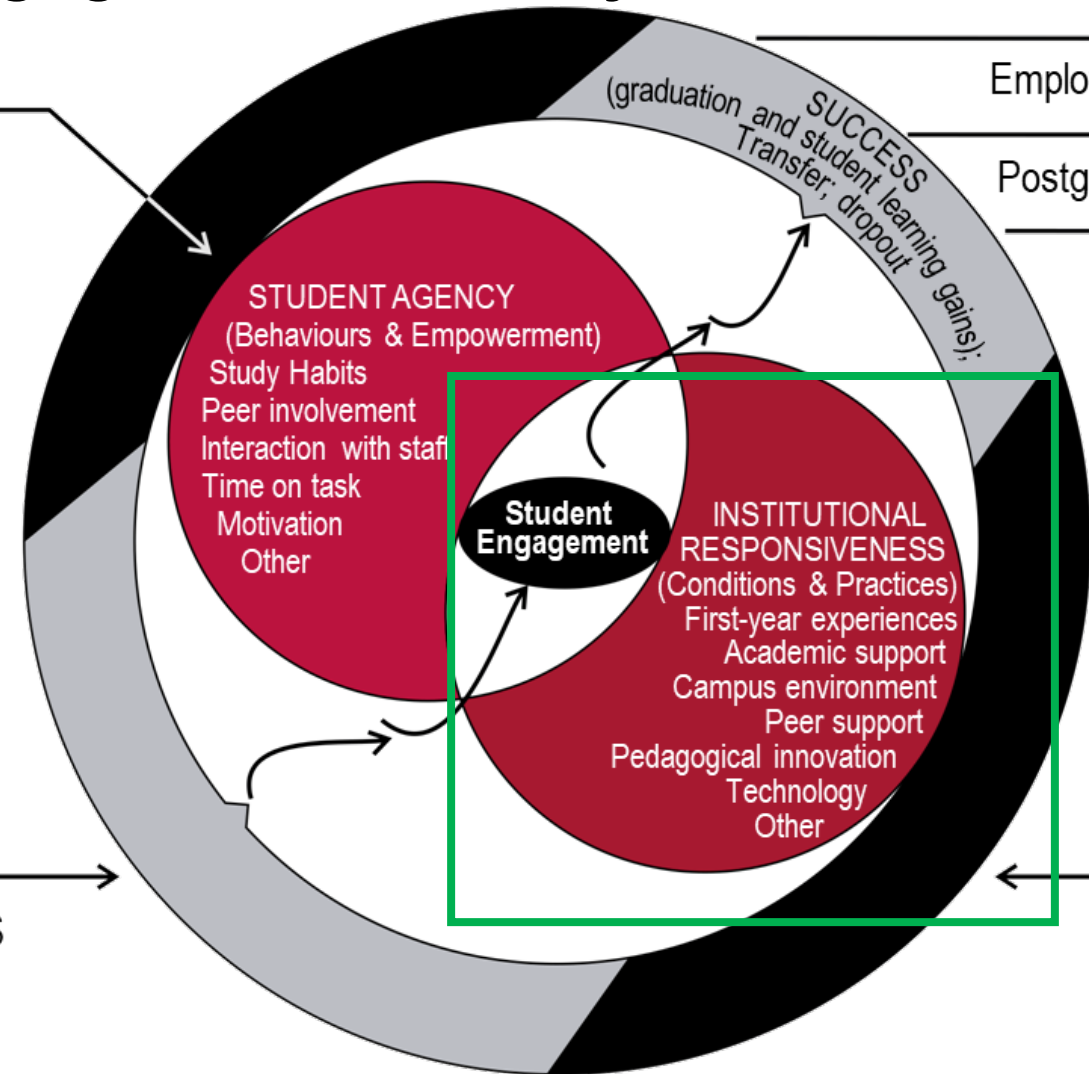 Emplo
Postg
SUCCESS
(graduation and student learning gains);
Transfer; dropout
STUDENT AGENCY
(Behaviours & Empowerment)
Study Habits
Peer involvement
Interaction with staff
Time on task
Motivation
Other
Student
Engagement
INSTITUTIONAL
RESPONSIVENESS
(Conditions & Practices)
First-year experiences
Academic support
Campus environment
Peer support
Pedagogical innovation
Technology
Other
s